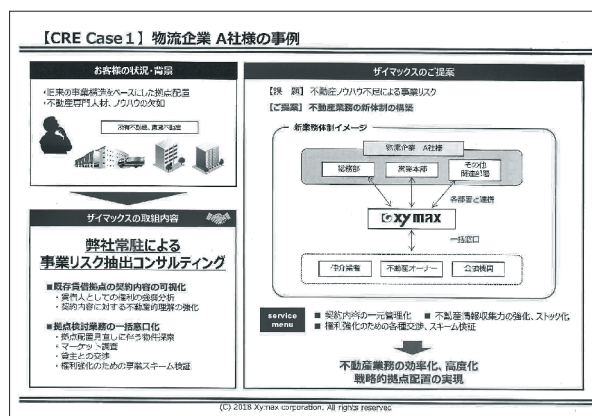 【CRE Case1】物流企業 A社様の事例
お客様の状況・背景
・旧来の事業構造をベースにした拠点配置
・不動産専門人材、ノウハウの欠如
所有不動産、賃貸不動産
ザイマックスの取組内容
弊社常駐による
事業リスク抽出コンサルティング
■既存賃借拠点の契約内容の可視化
・賃借人としての権利の強弱分析
・契約内容に対する不動産的理解の強化
■拠点検討業務の一括窓口化
・拠点配置見直しに伴う物件探索
・マーケット調査
・貸主との交渉
・権利強化のための事業スキーム検証
ザイマックスのご提案
【課 題】不動産ノウハウ不足による事業リスク
【ご提案】不動産業務の新体制の構築
新業務体制イメージ
物流企業 A社様
総務部
営業本部
その他
関連部署
各部署と連携
xymax
一括窓口
仲介業者
不動産オーナー
金融機関
service
menu
■ 契約内容の一元管理化 ■ 不動産情報収集力の強化、ストック化
■ 権利強化のための各種交渉、スキーム検証
不動産業務の効率化、高度化
戦略的拠点配置の実現
(C) 2018 Xymax corporation, All rights reserved